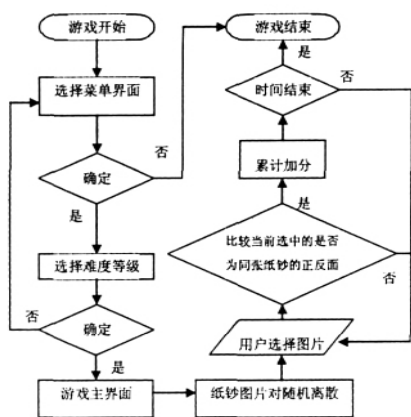 游戏开始
选择菜单界面
确定
否
是
选择难度等级
否
确定
是
游戏主界面
纸钞图片对随机离散
用户选择图片
比较当前选中的是否
为同张纸钞的正反面
否
是
累计加分
时间结束
否
是
游戏结束